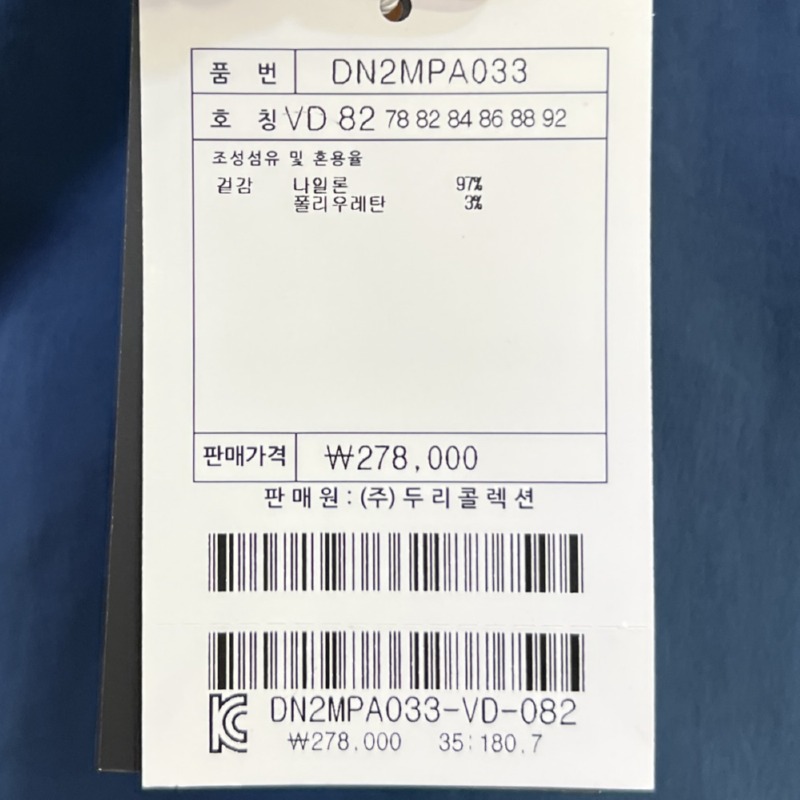 품 번 DN2MPA033
호 칭 VD 82 78 82 84 86 88 92
조성섬유 및 혼용율
겉감 나일론 97%
폴리우레탄 3%
판매가격 ₩278,000
판매원:(주)두리콜렉션
DN2MPA033-VD-082
₩278,000 35:180.7